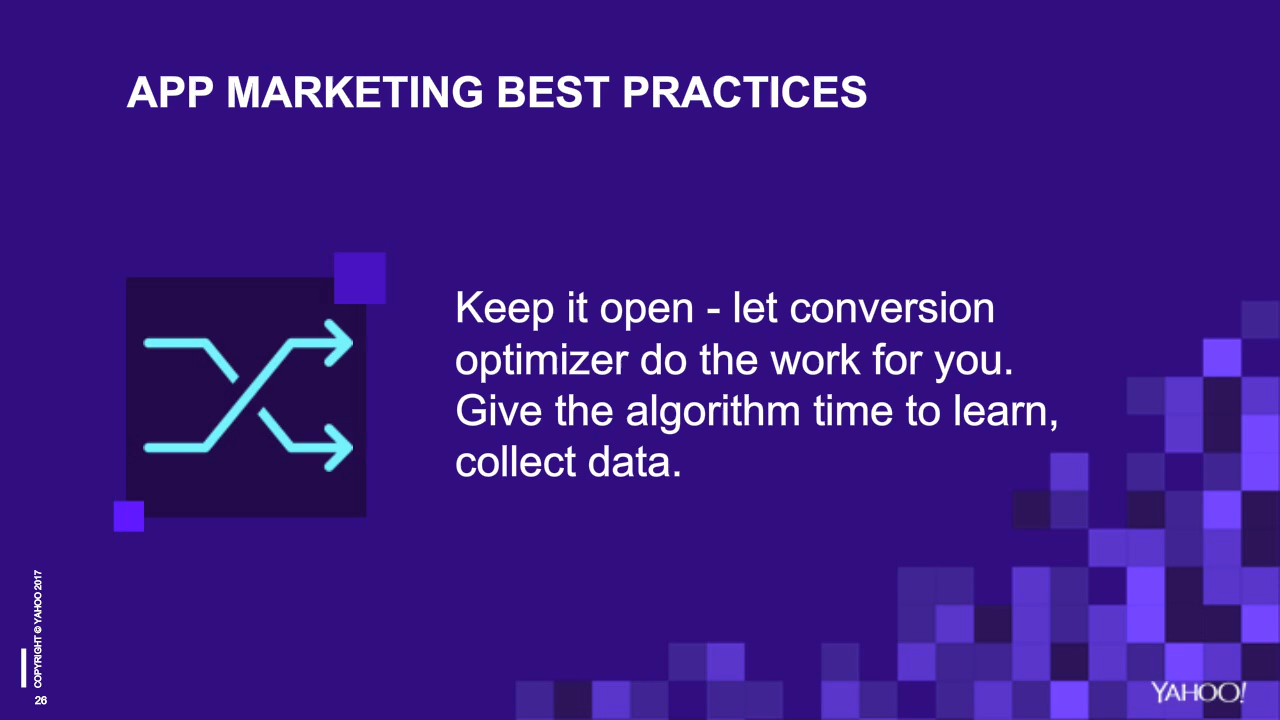 APP MARKETING BEST PRACTICES
Keep it open - let conversion
optimizer do the work for you.
Give the algorithm time to learn,
collect data.
COPYRIGHT © YAHOO 2017
26
YAHOO!